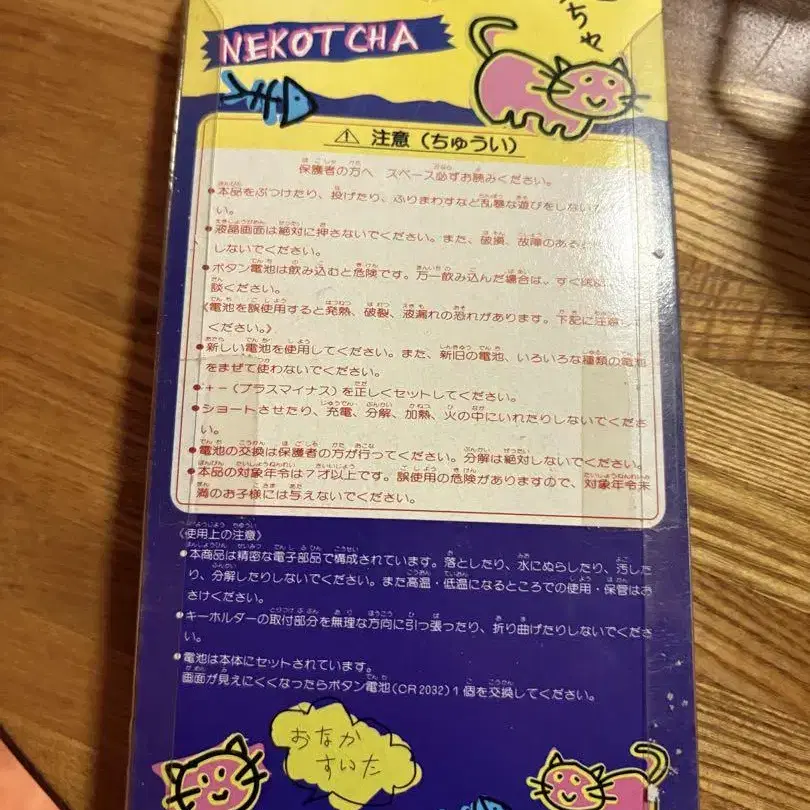 ちゃ
NEKOTCHA
⚠ 注意(ちゅうい)
保護者の方へ スペース必ずお読みください。
●本品をぶつけたり、投げたり、ふりまわすなど乱暴な遊びをしない
い。
●液晶画面は絶対に押さないでください。また、破損、故障のあるとき
しないでください。
●ボタン電池は飲み込むと危険です。万一飲み込んだ場合は、すぐ医師
談ください。
《電池を誤使用すると発熱、破裂、液漏れの恐れがあります。下記に注意
ください。》
●新しい電池を使用してください。また、新旧の電池、いろいろな種類の電池
をまぜて使わないでください。
●+-(プラスマイナス)を正しくセットしてください。
●ショートさせたり、充電、分解、加熱、火の中にいれたりしないでくださ
い。
●電池の交換は保護者の方が行ってください。分解は絶対しないでください。
●本品の対象年令は7才以上です。誤使用の危険がありますので、対象年令未
満のお子様には与えないでください。
〈使用上の注意〉
●本商品は精密な電子部品で構成されています。落としたり、水にぬらしたり、汚した
り、分解したりしないでください。また高温・低温になるところでの使用・保管はお
さけください。
●キーホルダーの取付部分を無理な方向に引っ張ったり、折り曲げたりしないでくださ
い。
●電池は本体にセットされています。
画面が見えにくくなったらボタン電池(CR2032)1個を交換してください。
おなか
すいた